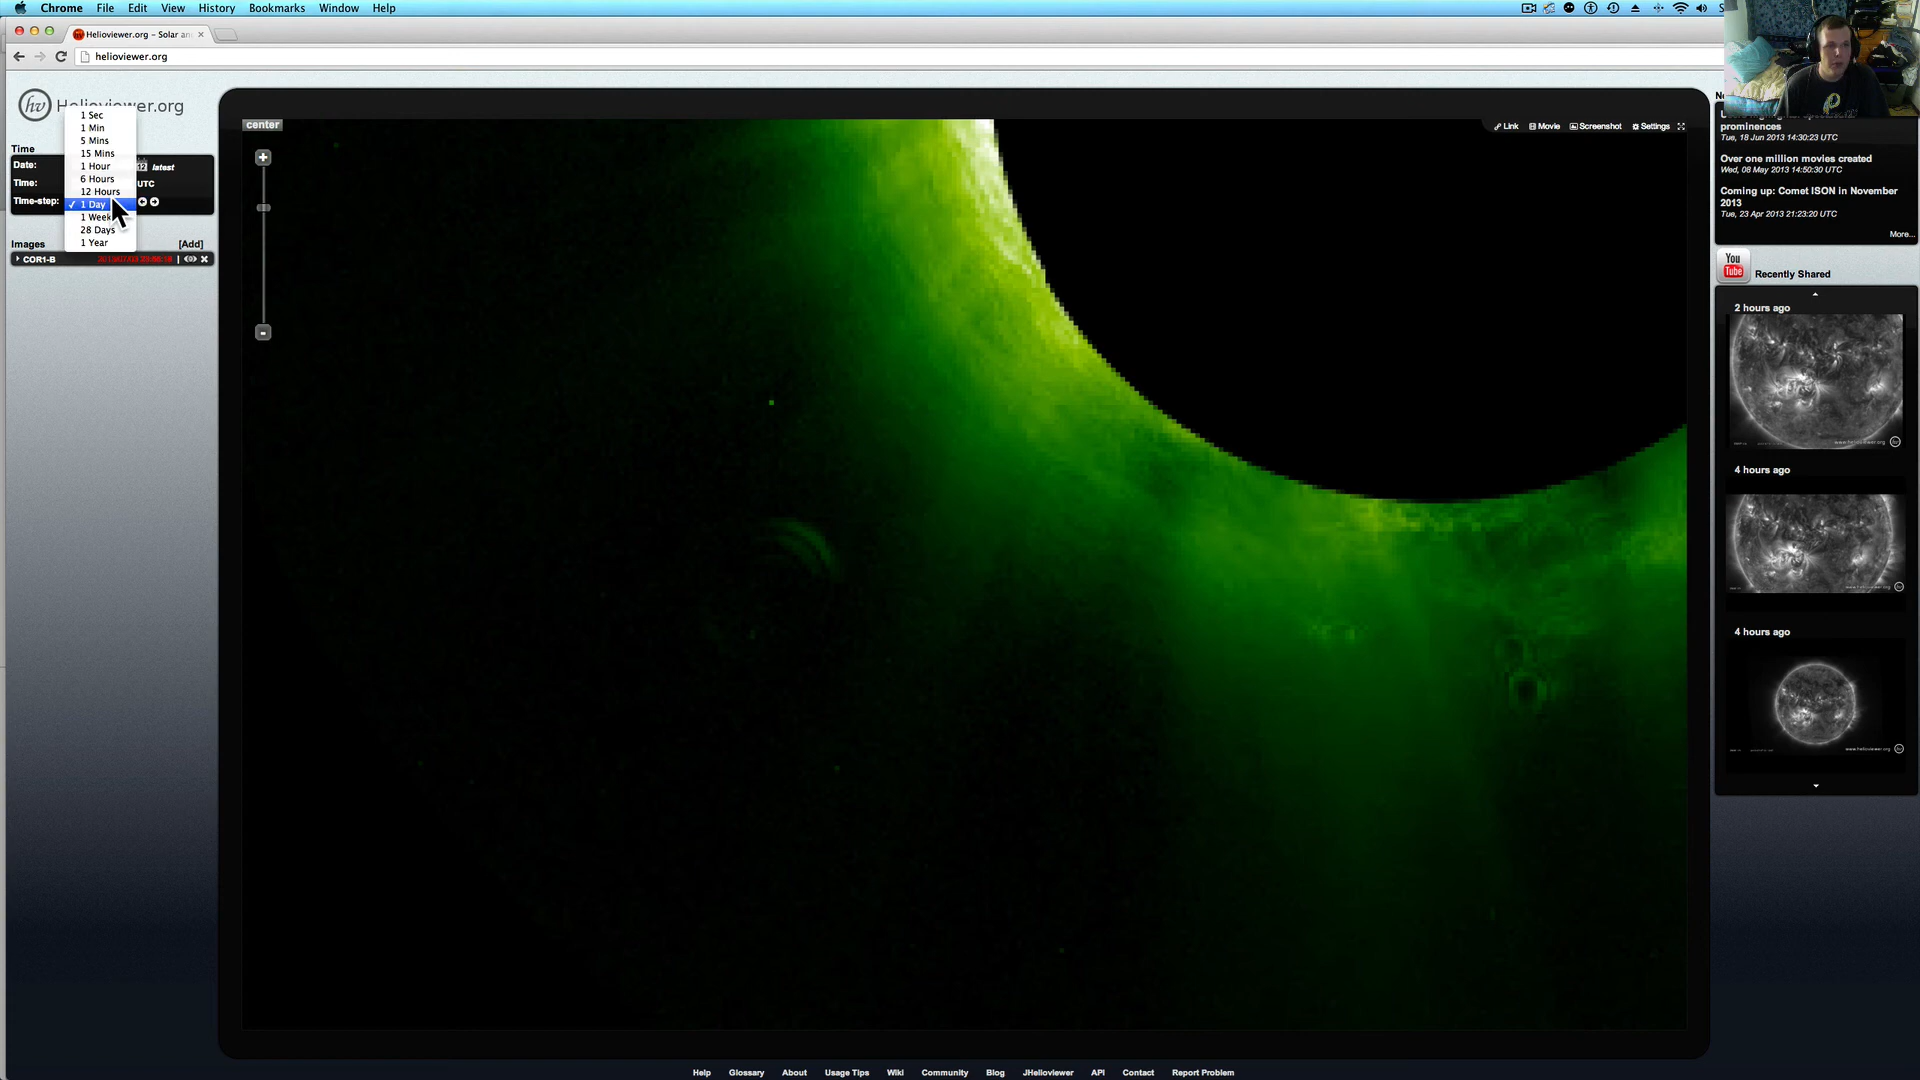 Chrome File Edit View History Bookmarks Window Help
Helioviewer.org – Solar an
helioviewer.org
hv Helioviewer.org
1 Sec
1 Min
5 Mins
15 Mins
1 Hour
6 Hours
12 Hours
✓ 1 Day
1 Week
28 Days
1 Year
Time
Date: latest
Time: UTC
Time-step:
Images [Add]
COR1-B
center
Link Movie Screenshot Settings
prominences
Tue, 18 Jun 2013 14:30:23 UTC
Over one million movies created
Wed, 08 May 2013 14:50:30 UTC
Coming up: Comet ISON in November
2013
Tue, 23 Apr 2013 21:23:20 UTC
More...
You
Tube Recently Shared
2 hours ago
4 hours ago
4 hours ago
Help Glossary About Usage Tips Wiki Community Blog JHelioviewer API Contact Report Problem